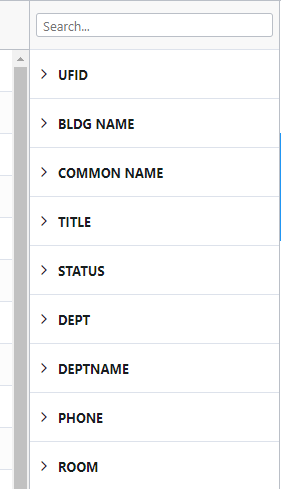 Search...
UFID
BLDG NAME
COMMON NAME
TITLE
STATUS
DEPT
DEPTNAME
PHONE
ROOM